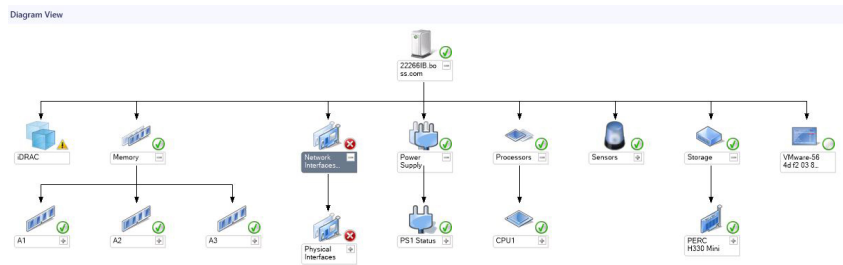 Diagram View
22266IB.bo
ss.com
iDRAC
Memory
Network
Interfaces...
Power
Supply
Processors
Sensors
Storage
VMware-56
4d f2 03 8...
A1
A2
A3
Physical
Interfaces
PS1 Status
CPU1
PERC
H330 Mini